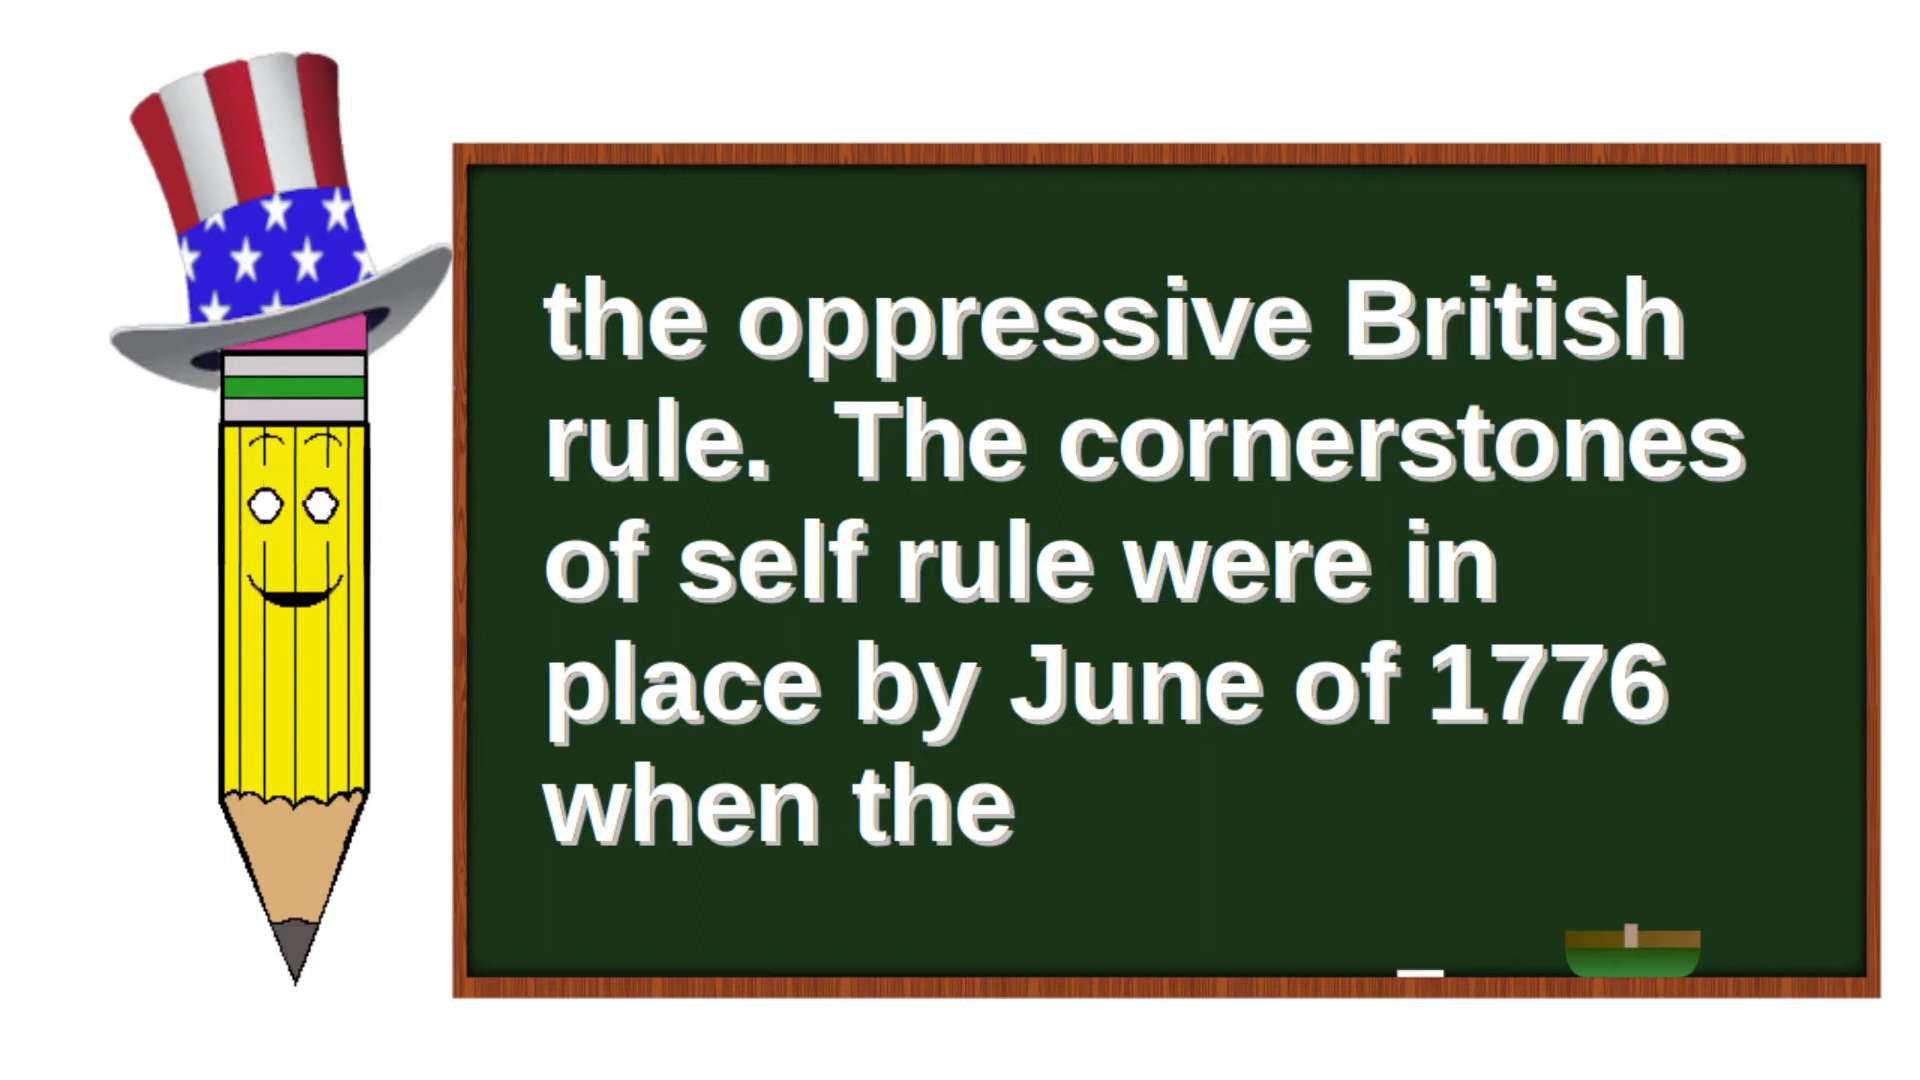 the oppressive British
rule.  The cornerstones
of self rule were in
place by June of 1776
when the